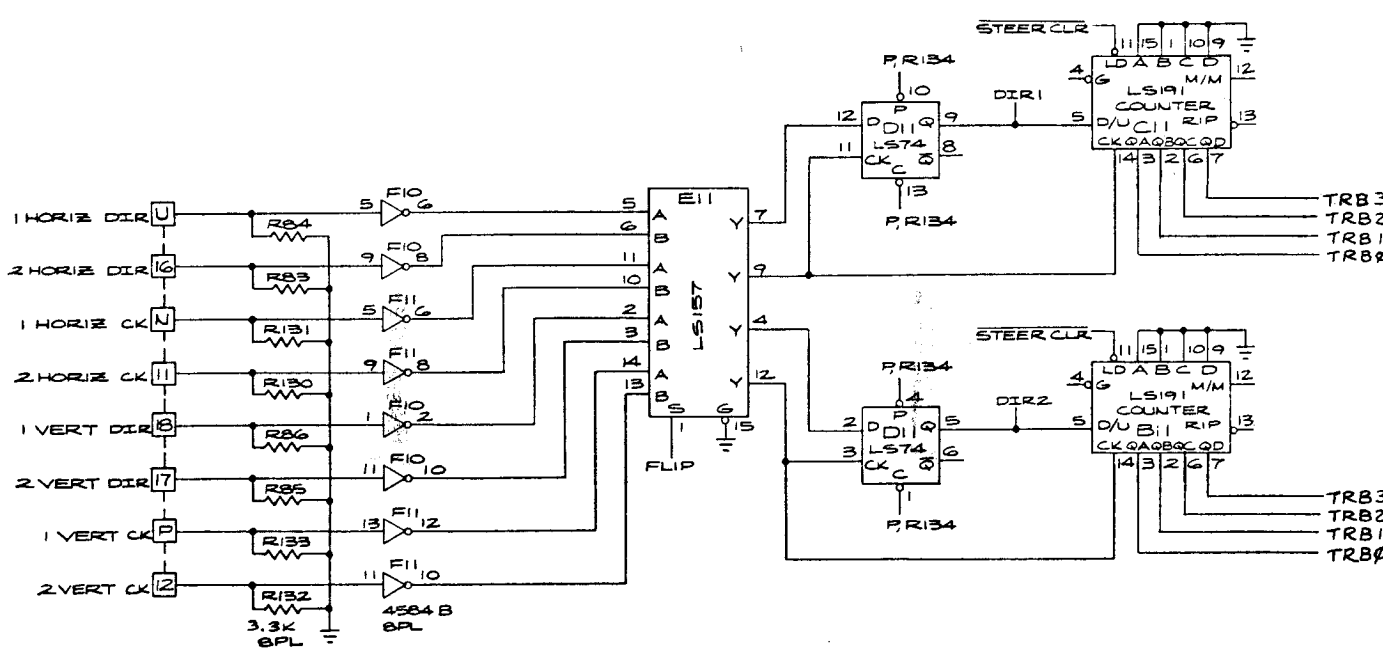 STEER CLR
11 15 1 10 9
P,R134
4 G LD A B C D M/M 12
10
LS191
COUNTER
DIR1
12 D P Q 9
D11
5 D/U C11 RIP 13
11 CK LS74 Q 8
CK QA QB QC QD
C
13
14 3 2 6 7
P,R134
TRB3
TRB2
TRB1
TRBØ
E11
1 HORIZ DIR U
R84
5 F10 6
5 A Y 7
6 B
2 HORIZ DIR 16
R83
9 F10 8
11 A Y 9
10 B
1 HORIZ CK N
R131
5 F11 6
2 A Y 4
3 B
2 HORIZ CK 11
R130
9 F11 8
14 A Y 12
13 B
LS157
S G
1 15
FLIP
1 VERT DIR 18
R86
1 F10 2
2 VERT DIR 17
R85
11 F10 10
1 VERT CK P
R133
13 F11 12
2 VERT CK 12
R132
11 F11 10
3.3K
8PL
4584B
8PL
STEER CLR
11 15 1 10 9
P,R134
4 G LD A B C D M/M 12
4
LS191
COUNTER
DIR2
2 D P Q 5
D11
5 D/U B11 RIP 13
3 CK LS74 Q 6
CK QA QB QC QD
C
1
14 3 2 6 7
P,R134
TRB3
TRB2
TRB1
TRBØ